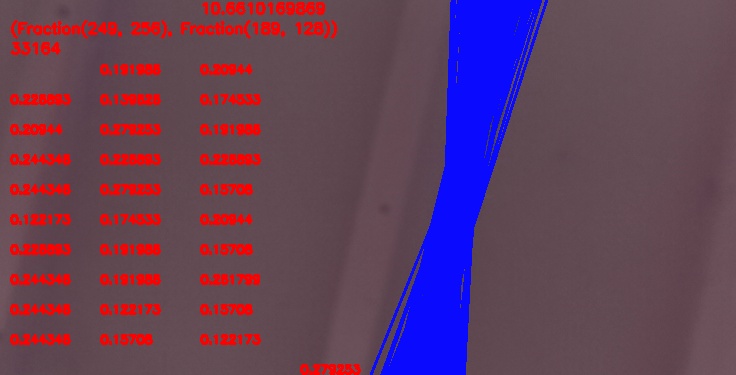 10.6610169869
(Fraction(249, 256), Fraction(189, 128))
33164
0.191986 0.20944
0.226893 0.139626 0.174533
0.20944 0.279253 0.191986
0.244346 0.226893 0.226893
0.244346 0.279253 0.15708
0.122173 0.174533 0.20944
0.226893 0.191986 0.15708
0.244346 0.191986 0.261799
0.244346 0.122173 0.15708
0.244346 0.15708 0.122173
0.279253